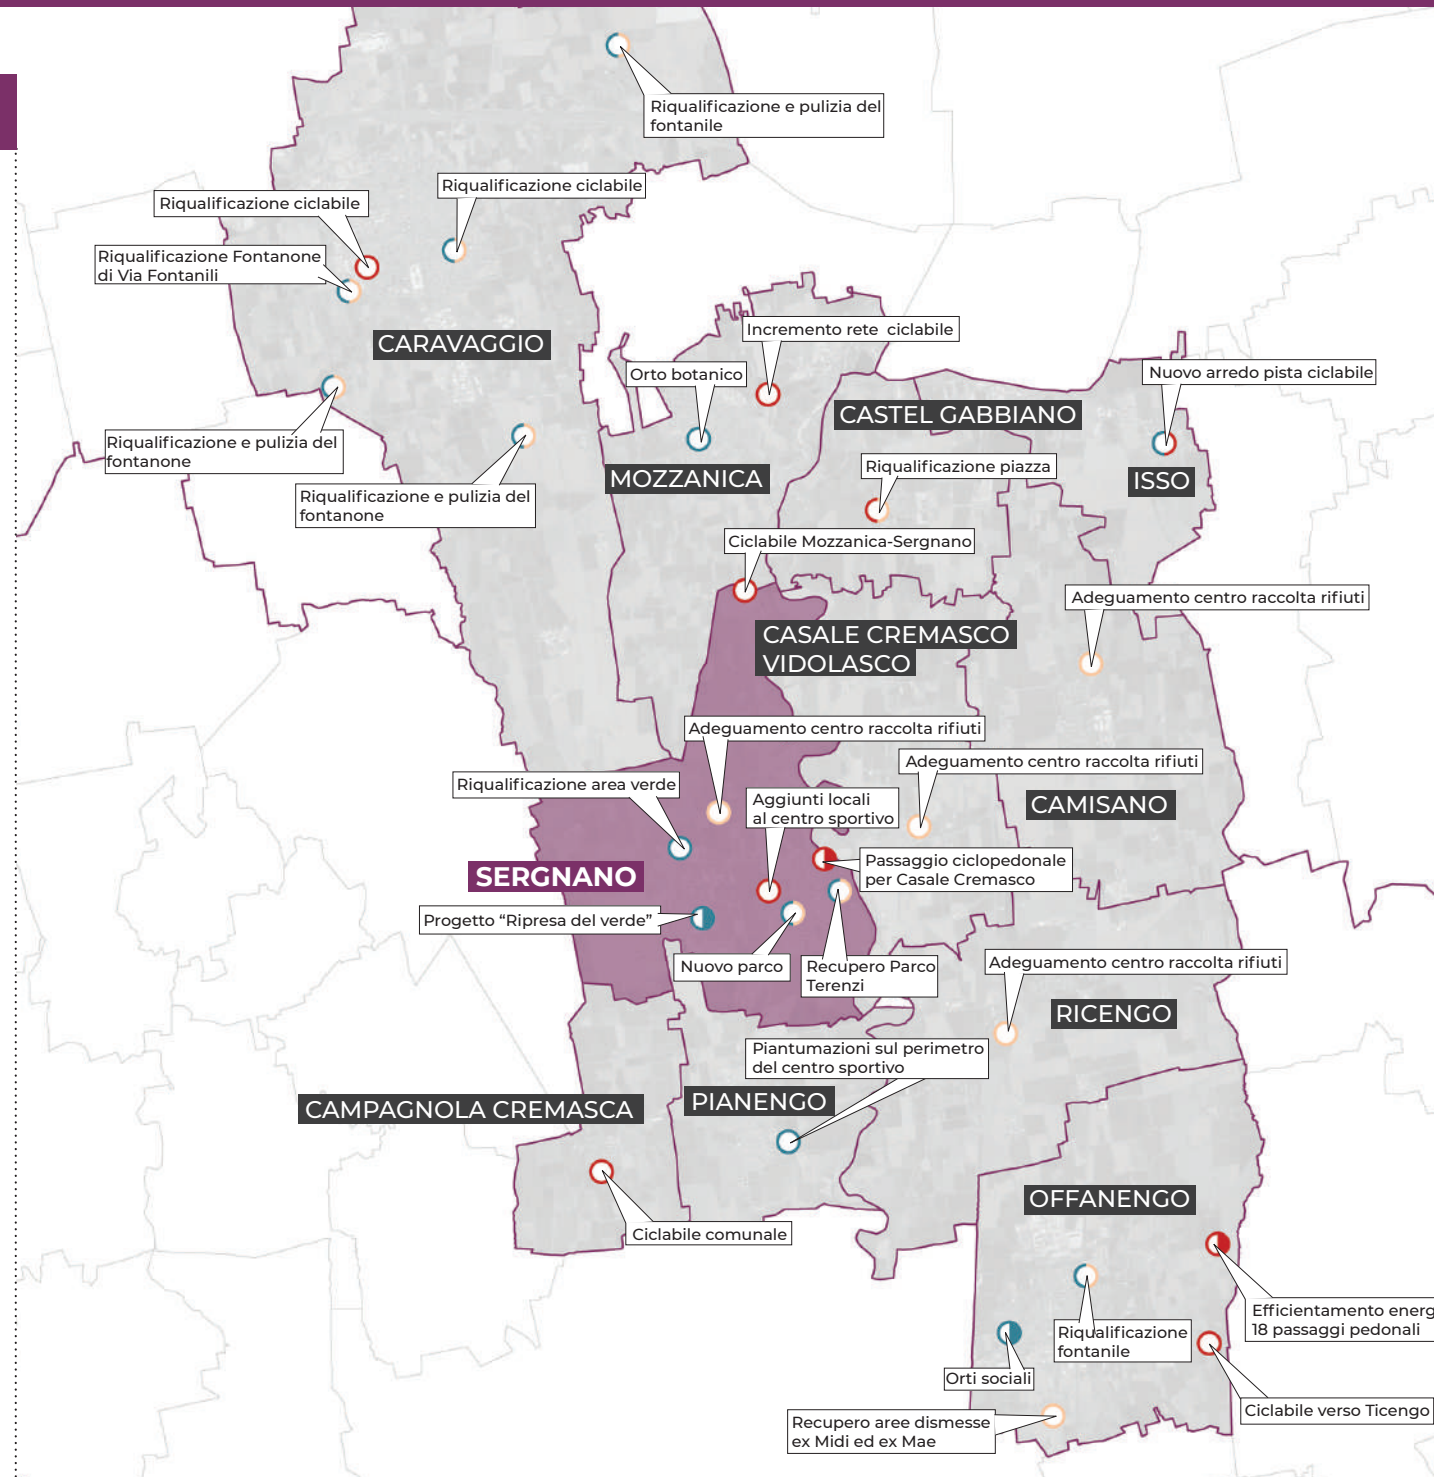 Riqualificazione e pulizia del
fontanile
Riqualificazione ciclabile
Riqualificazione ciclabile
Riqualificazione Fontanone
di Via Fontanili
CARAVAGGIO
Incremento rete ciclabile
Orto botanico
Nuovo arredo pista ciclabile
CASTEL GABBIANO
Riqualificazione e pulizia del
fontanone
MOZZANICA
Riqualificazione piazza
ISSO
Riqualificazione e pulizia del
fontanone
Ciclabile Mozzanica-Sergnano
Adeguamento centro raccolta rifiuti
CASALE CREMASCO
VIDOLASCO
Adeguamento centro raccolta rifiuti
Adeguamento centro raccolta rifiuti
Riqualificazione area verde
Aggiunti locali
al centro sportivo
CAMISANO
Passaggio ciclopedonale
per Casale Cremasco
SERGNANO
Progetto “Ripresa del verde”
Nuovo parco
Recupero Parco
Terenzi
Adeguamento centro raccolta rifiuti
RICENGO
Piantumazioni sul perimetro
del centro sportivo
CAMPAGNOLA CREMASCA
PIANENGO
OFFANENGO
Ciclabile comunale
Efficientamento energ
18 passaggi pedonali
Riqualificazione
fontanile
Orti sociali
Ciclabile verso Ticengo
Recupero aree dismesse
ex Midi ed ex Mae